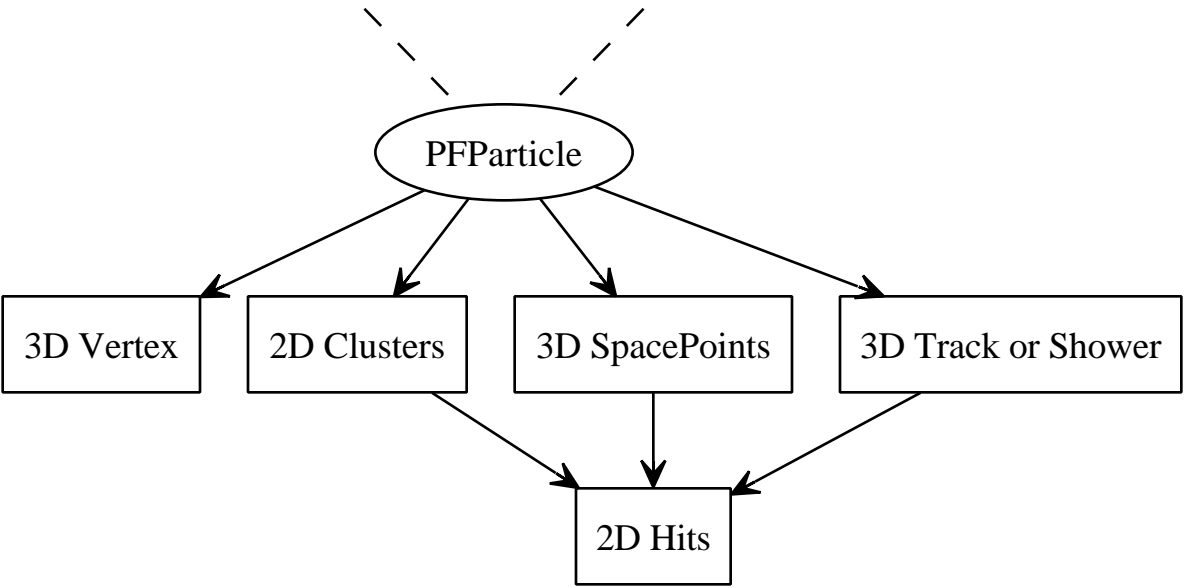 PFParticle
3D Vertex
2D Clusters
3D SpacePoints
3D Track or Shower
2D Hits